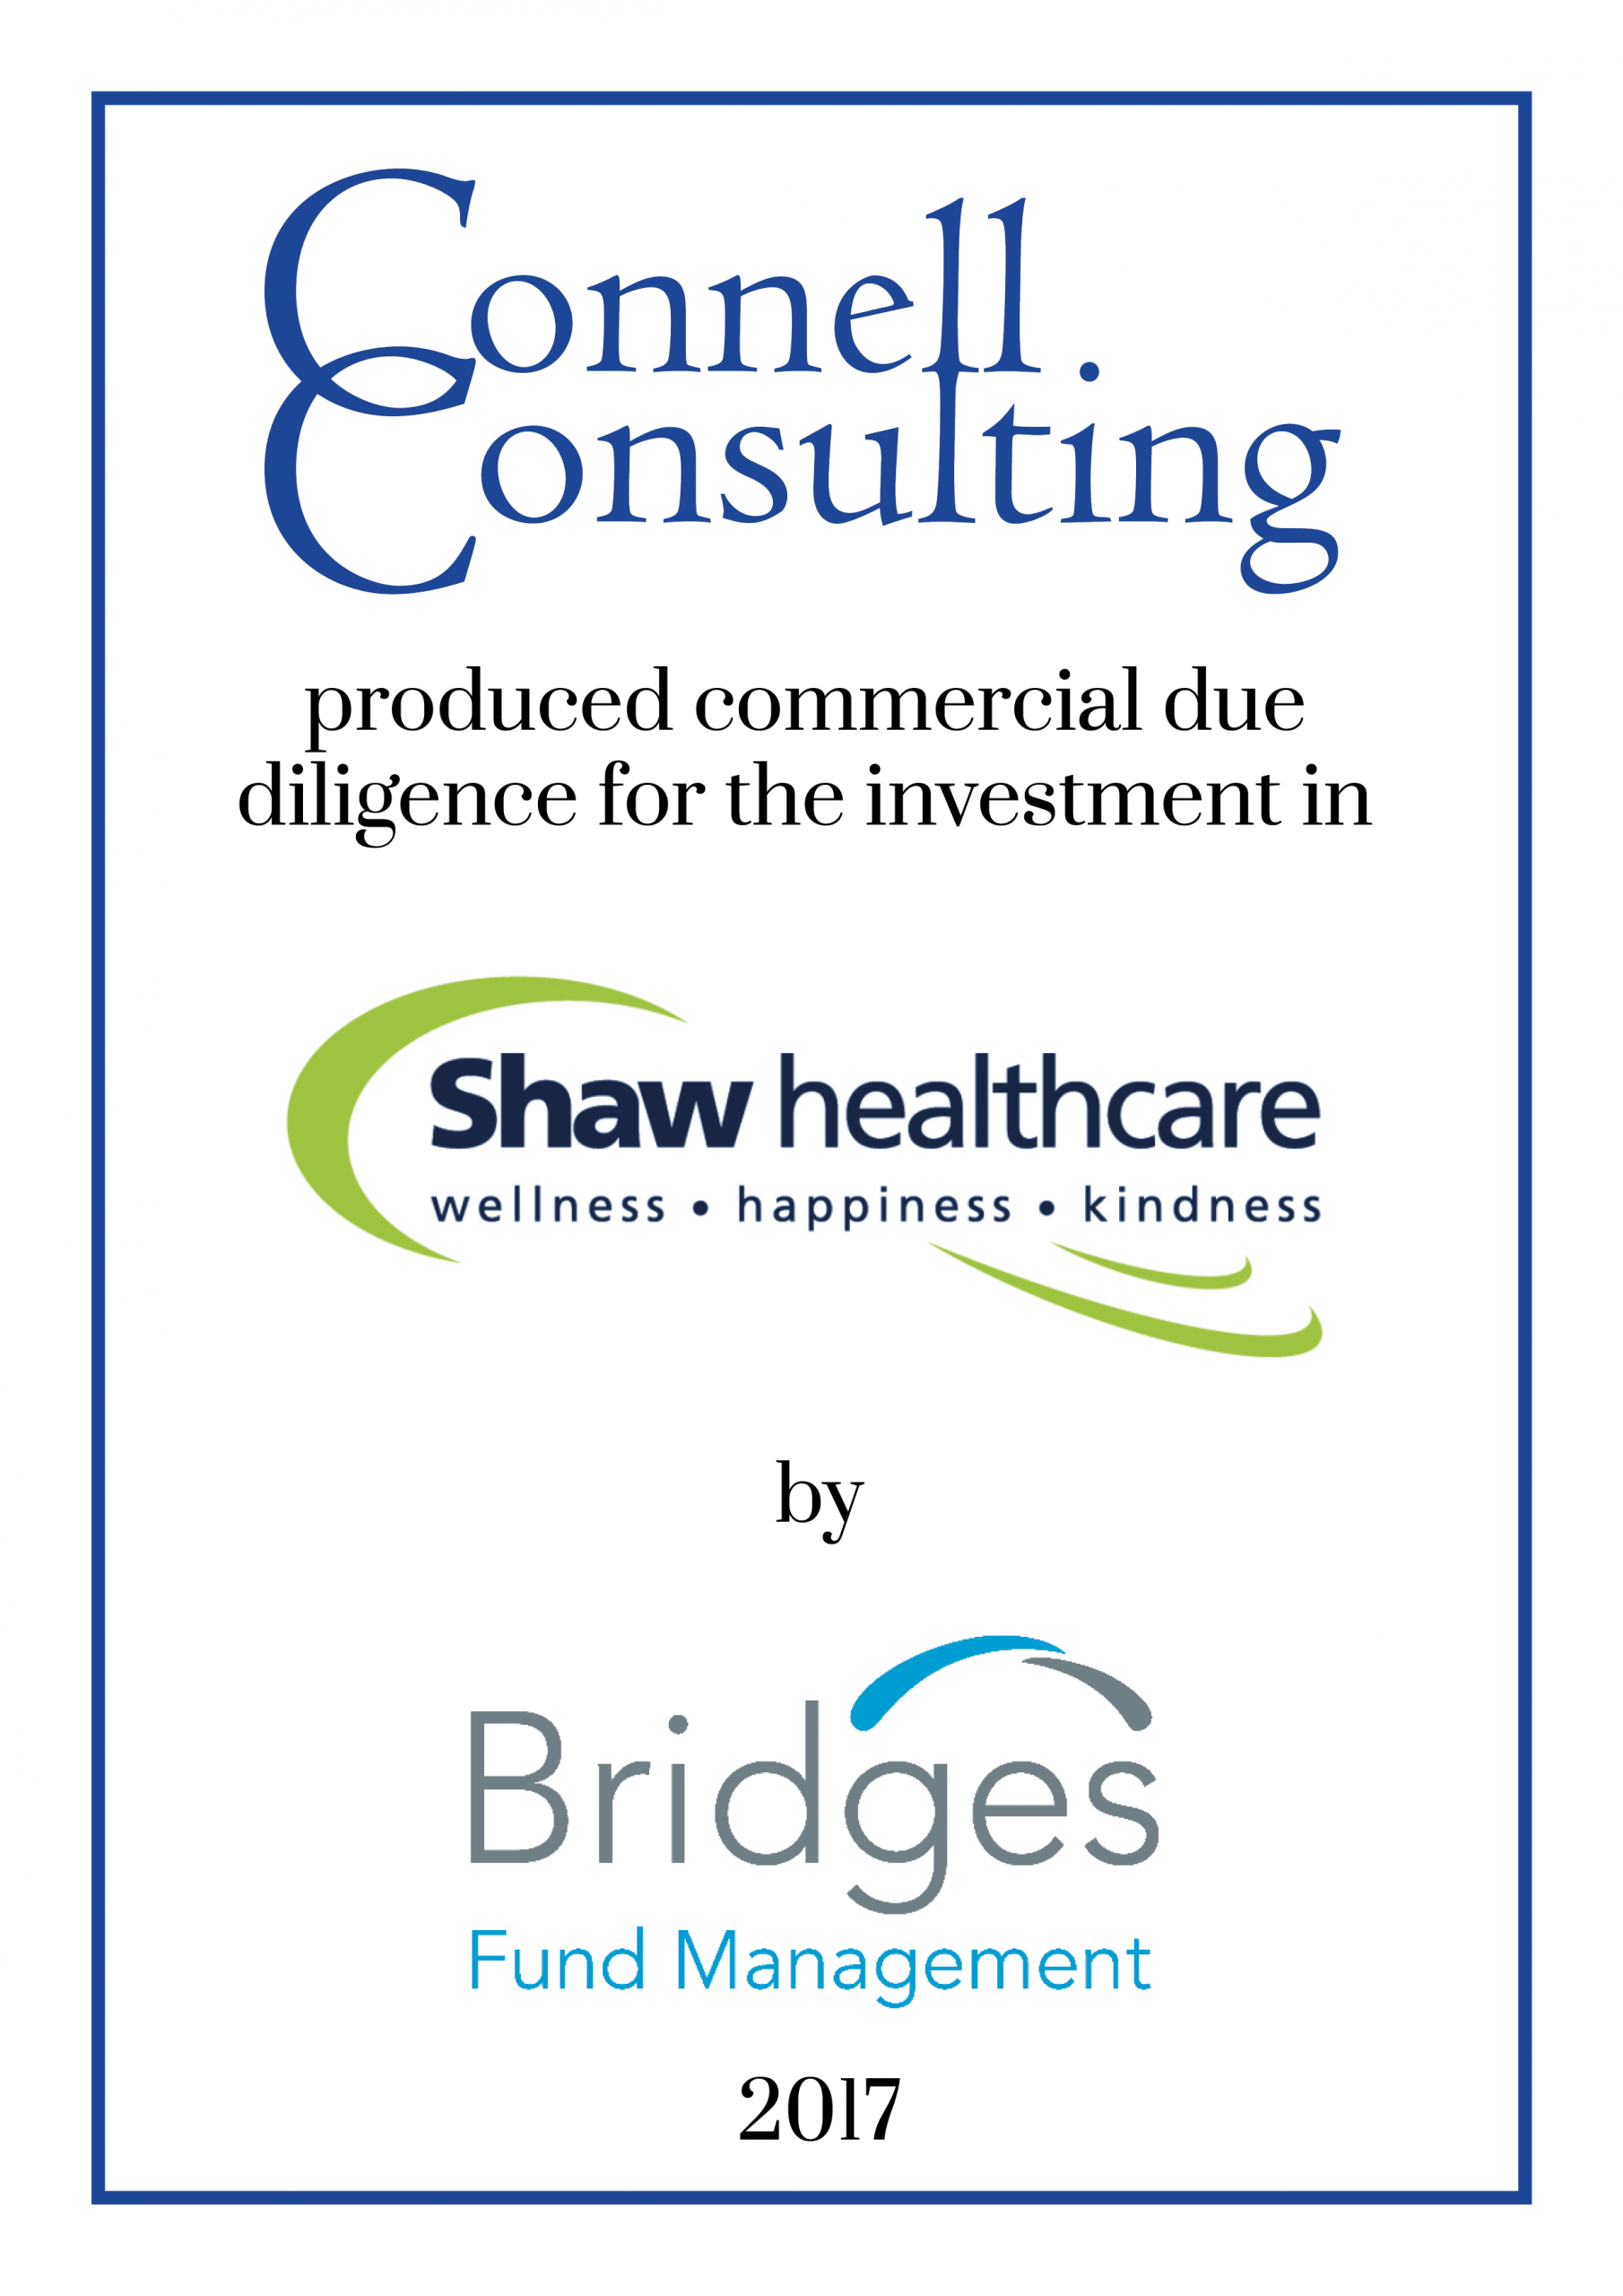 Connell
Consulting
produced commercial due
diligence for the investment in
Shaw healthcare
wellness • happiness • kindness
by
Bridges
Fund Management
2017